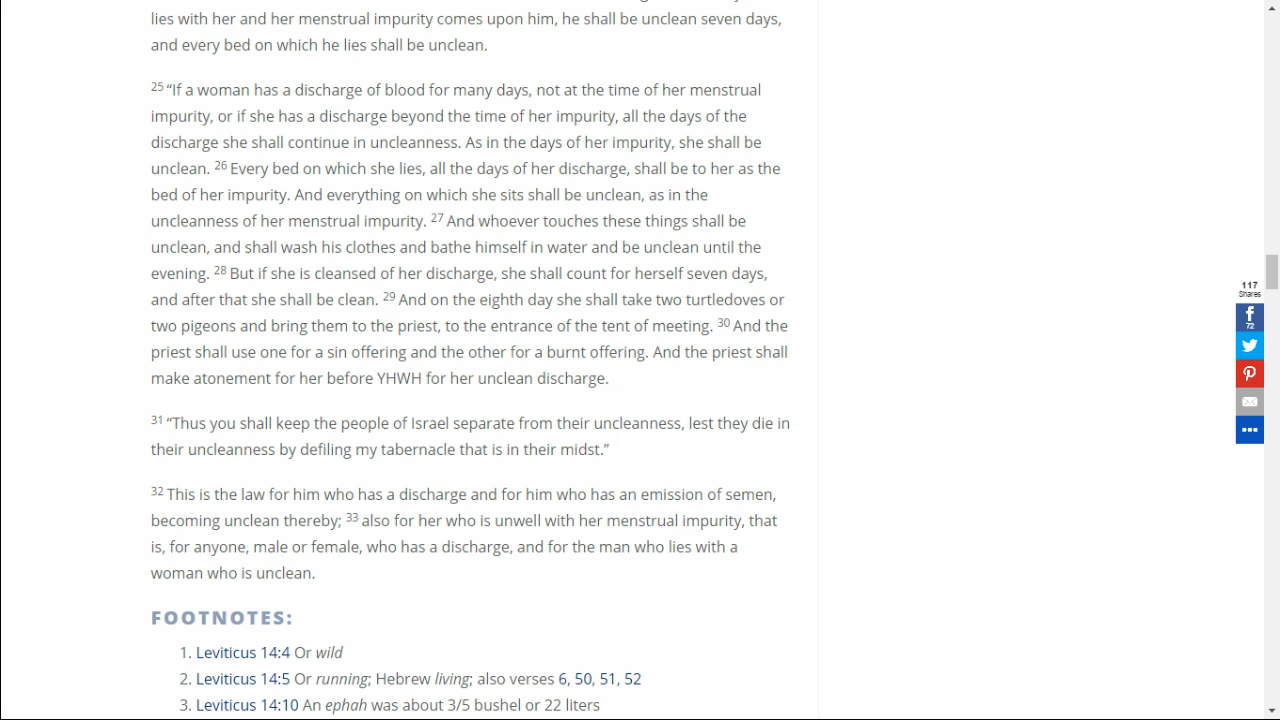 lies with her and her menstrual impurity comes upon him, he shall be unclean seven days,
and every bed on which he lies shall be unclean.
25 “If a woman has a discharge of blood for many days, not at the time of her menstrual
impurity, or if she has a discharge beyond the time of her impurity, all the days of the
discharge she shall continue in uncleanness. As in the days of her impurity, she shall be
unclean. 26 Every bed on which she lies, all the days of her discharge, shall be to her as the
bed of her impurity. And everything on which she sits shall be unclean, as in the
uncleanness of her menstrual impurity. 27 And whoever touches these things shall be
unclean, and shall wash his clothes and bathe himself in water and be unclean until the
evening. 28 But if she is cleansed of her discharge, she shall count for herself seven days,
and after that she shall be clean. 29 And on the eighth day she shall take two turtledoves or
two pigeons and bring them to the priest, to the entrance of the tent of meeting. 30 And the
priest shall use one for a sin offering and the other for a burnt offering. And the priest shall
make atonement for her before YHWH for her unclean discharge.
31 “Thus you shall keep the people of Israel separate from their uncleanness, lest they die in
their uncleanness by defiling my tabernacle that is in their midst.”
32 This is the law for him who has a discharge and for him who has an emission of semen,
becoming unclean thereby; 33 also for her who is unwell with her menstrual impurity, that
is, for anyone, male or female, who has a discharge, and for the man who lies with a
woman who is unclean.
FOOTNOTES:
1. Leviticus 14:4 Or wild
2. Leviticus 14:5 Or running; Hebrew living; also verses 6, 50, 51, 52
3. Leviticus 14:10 An ephah was about 3/5 bushel or 22 liters
117
Shares
72